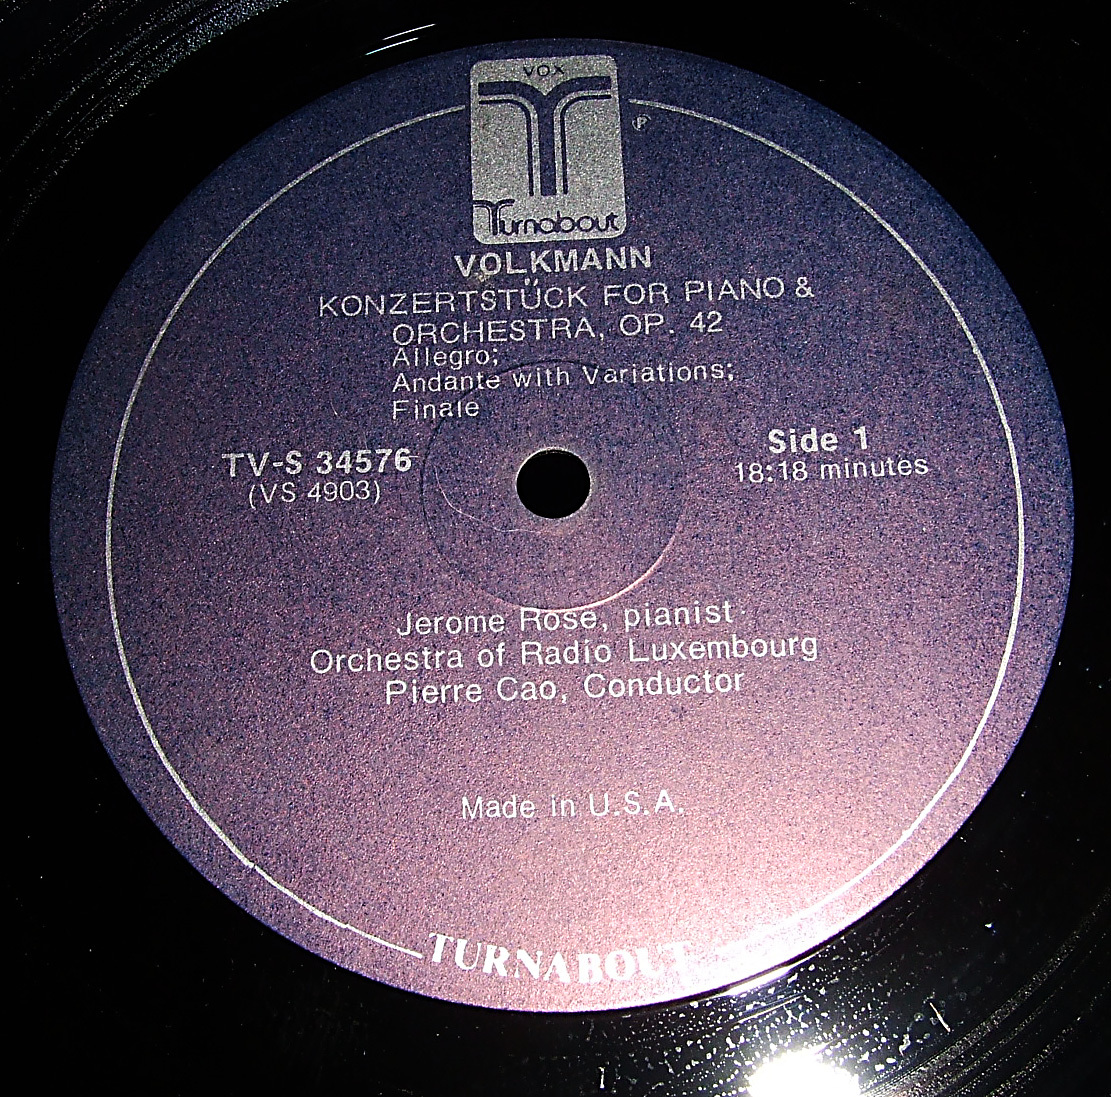 VOX
Turnabout
℗
VOLKMANN
KONZERTSTÜCK FOR PIANO &
ORCHESTRA, OP. 42
Allegro;
Andante with Variations;
Finale
TV-S 34576
(VS 4903)
Side 1
18:18 minutes
Jerome Rose, pianist
Orchestra of Radio Luxembourg
Pierre Cao, Conductor
Made in U.S.A.
TURNABOUT